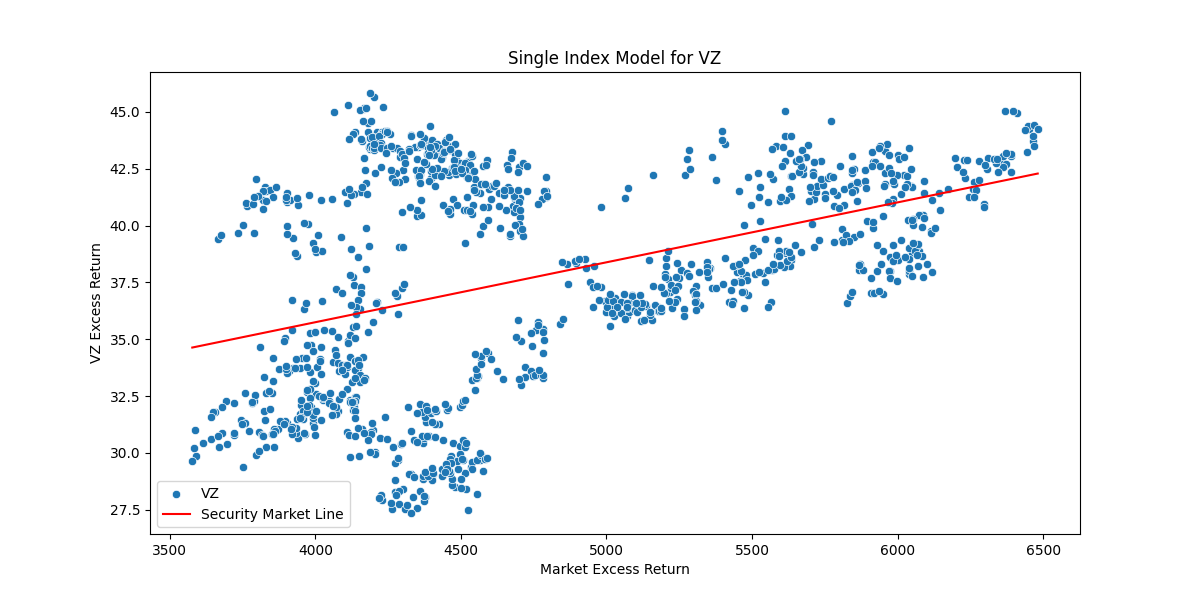 Single Index Model for VZ
VZ Excess Return
45.0
42.5
40.0
37.5
35.0
32.5
30.0
27.5
VZ
Security Market Line
3500 4000 4500 5000 5500 6000 6500
Market Excess Return